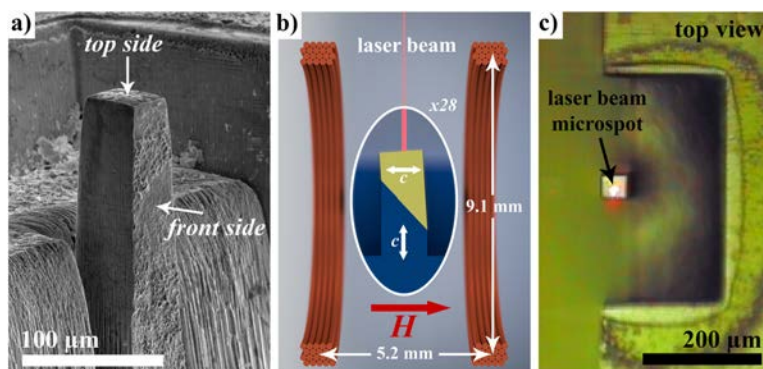 a)
top side
front side
100 µm
b)
laser beam
x28
c
c
9.1 mm
H
5.2 mm
c)
top view
laser beam
microspot
200 µm